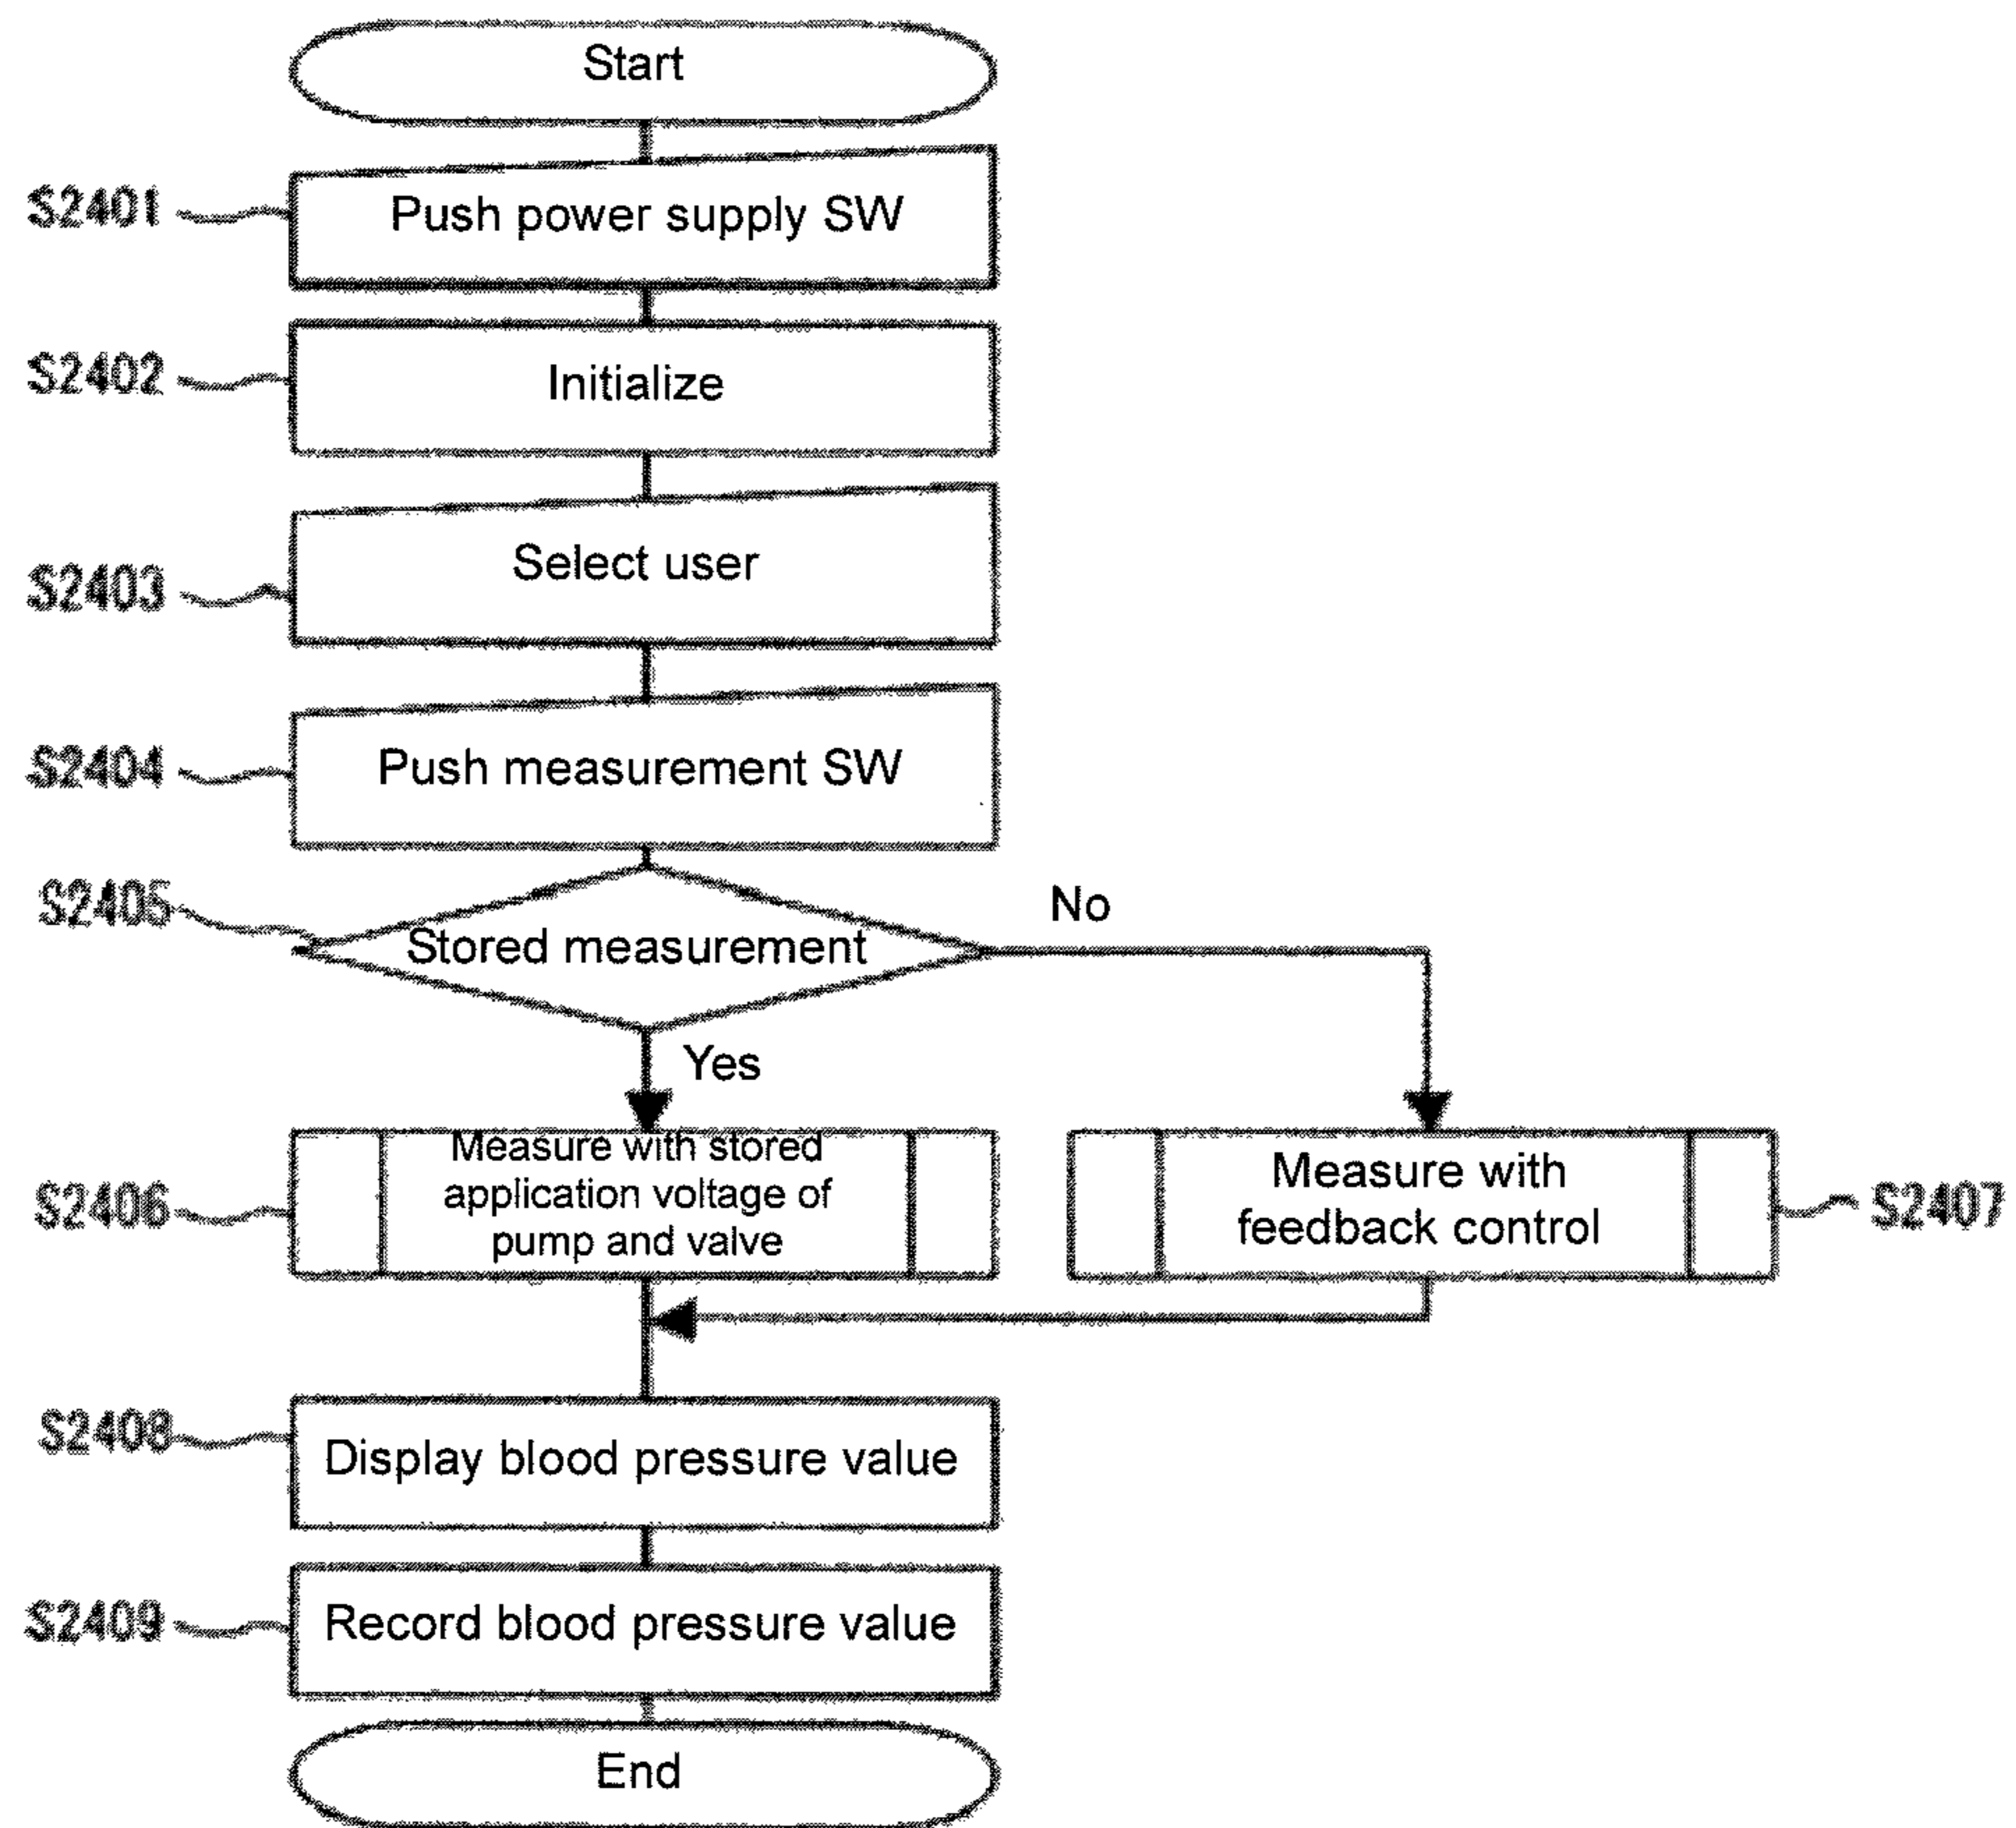 Start
S2401
Push power supply SW
S2402
Initialize
S2403
Select user
S2404
Push measurement SW
S2405
Stored measurement
No
Yes
S2406
Measure with stored
application voltage of
pump and valve
Measure with
feedback control
S2407
S2408
Display blood pressure value
S2409
Record blood pressure value
End